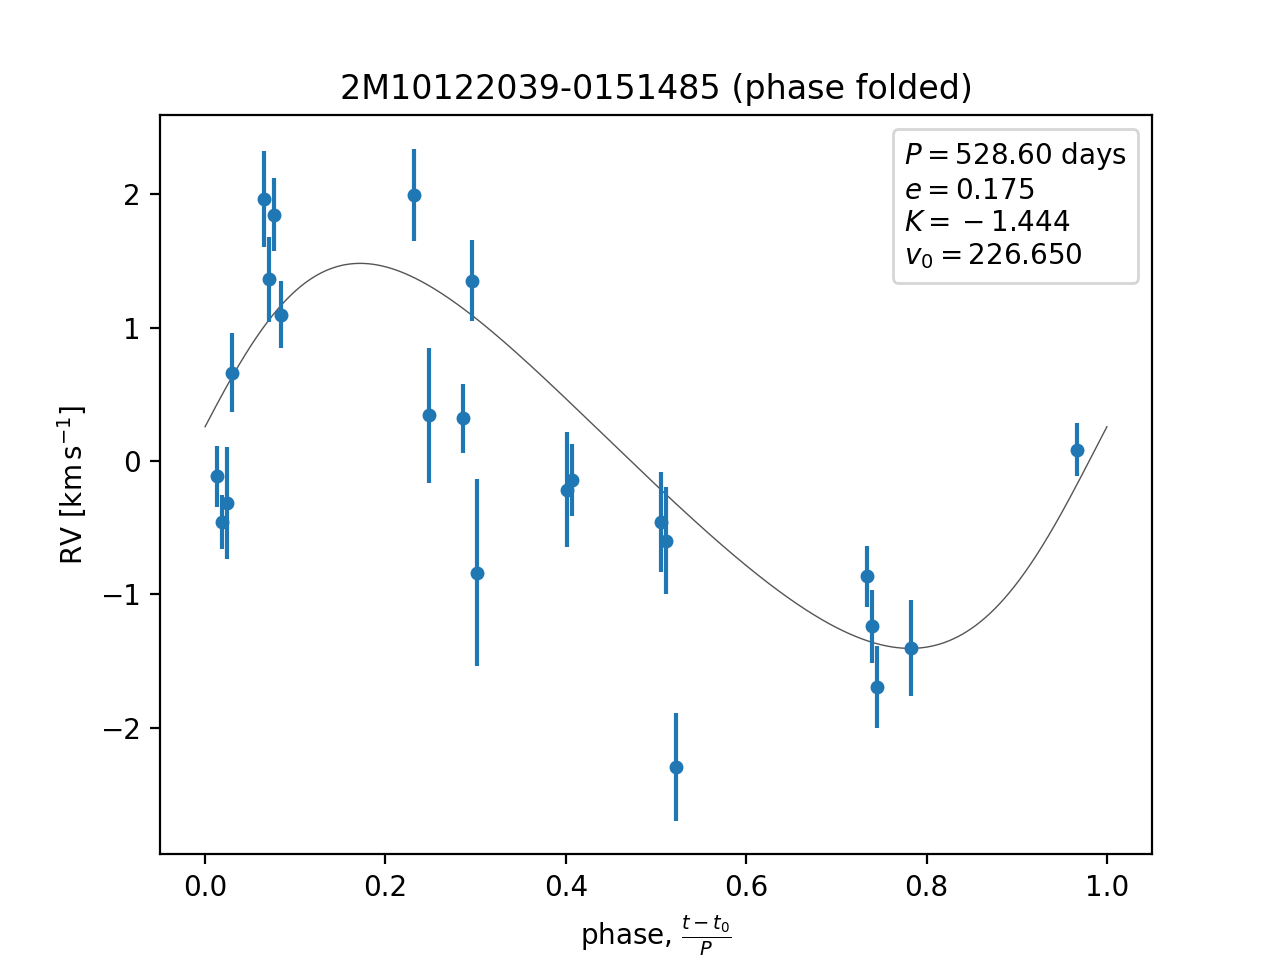 2M10122039-0151485 (phase folded)
P = 528.60 days
e = 0.175
K = −1.444
v₀ = 226.650
RV [km s⁻¹]
2
1
0
−1
−2
0.0 0.2 0.4 0.6 0.8 1.0
phase, (t − t₀)/P